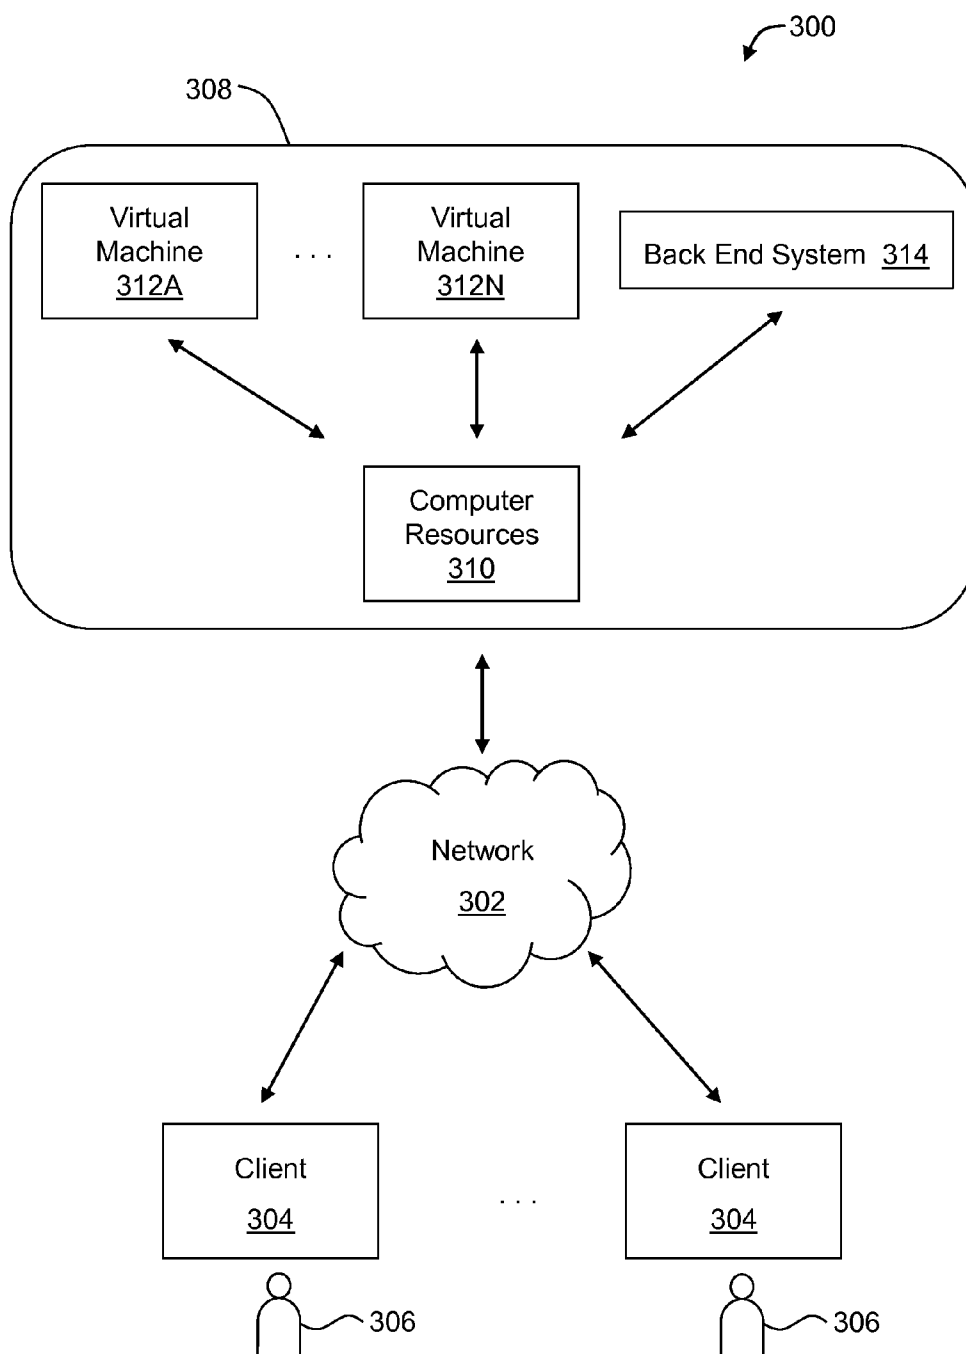 300
308
Virtual
Machine
312A
. . .
Virtual
Machine
312N
Back End System 314
Computer
Resources
310
Network
302
Client
304
. . .
Client
304
306
306